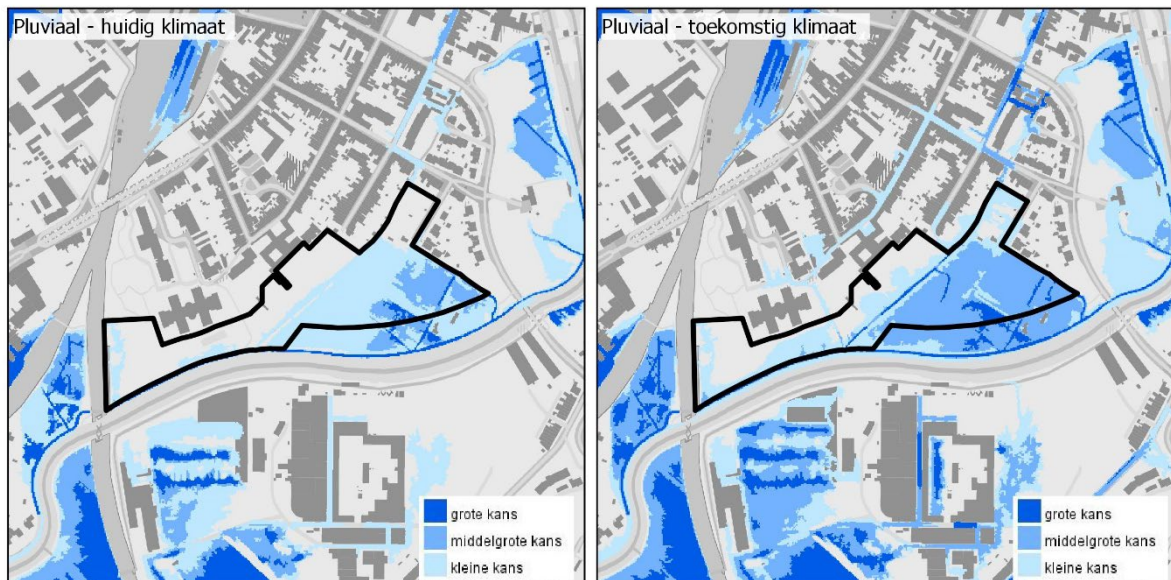 Pluviaal - huidig klimaat
grote kans
middelgrote kans
kleine kans
Pluviaal - toekomstig klimaat
grote kans
middelgrote kans
kleine kans